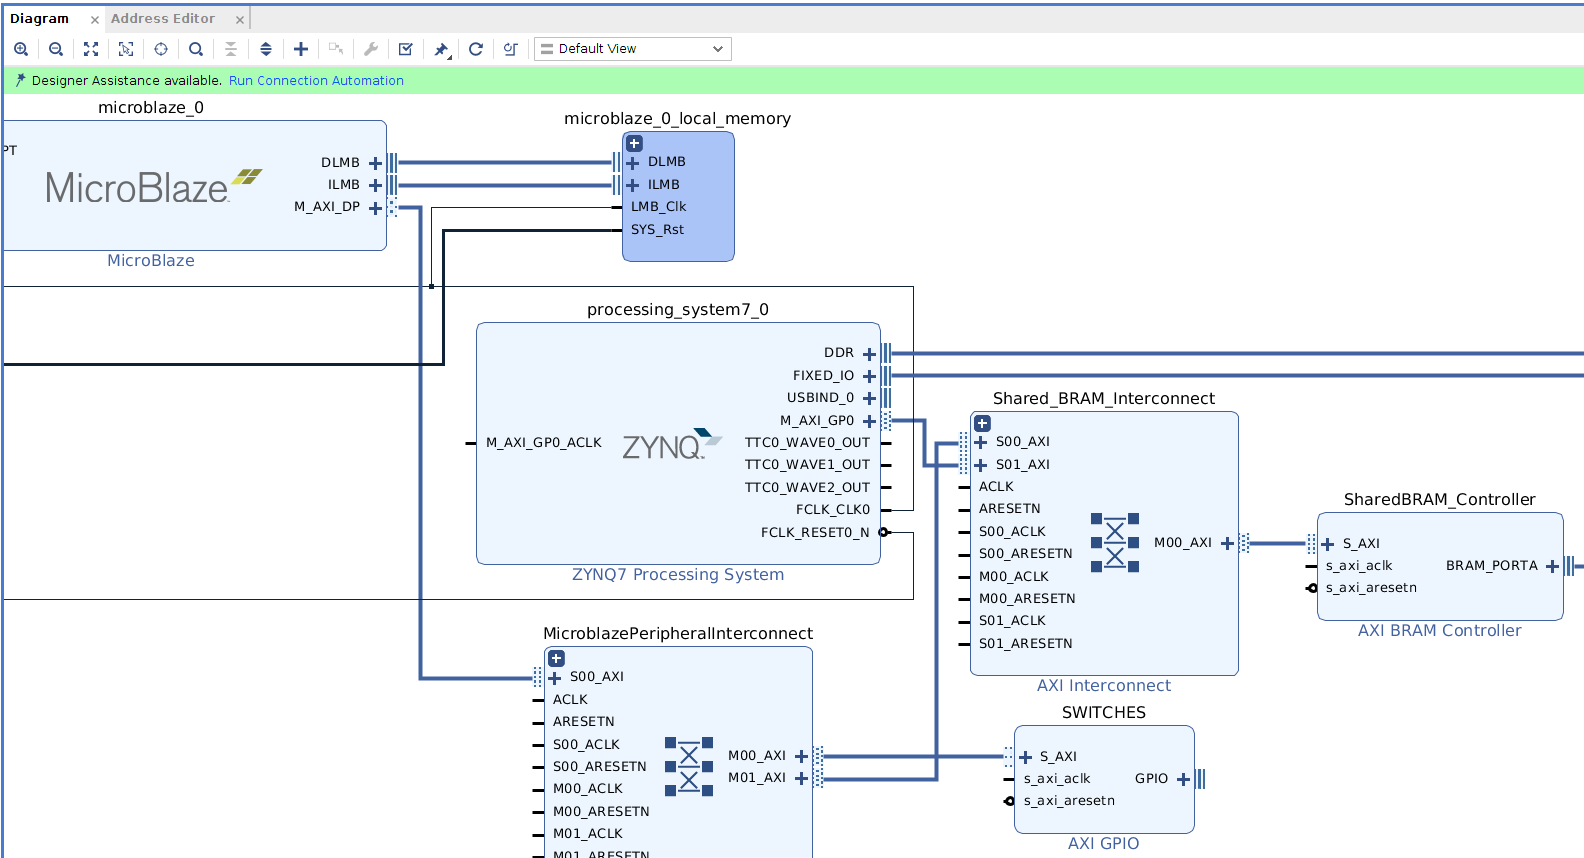 Diagram
Address Editor
Default View
Designer Assistance available. Run Connection Automation
microblaze_0
PT
MicroBlaze
DLMB
ILMB
M_AXI_DP
MicroBlaze
microblaze_0_local_memory
DLMB
ILMB
LMB_Clk
SYS_Rst
processing_system7_0
M_AXI_GP0_ACLK
ZYNQ
DDR
FIXED_IO
USBIND_0
M_AXI_GP0
TTC0_WAVE0_OUT
TTC0_WAVE1_OUT
TTC0_WAVE2_OUT
FCLK_CLK0
FCLK_RESET0_N
ZYNQ7 Processing System
Shared_BRAM_Interconnect
S00_AXI
S01_AXI
ACLK
ARESETN
S00_ACLK
S00_ARESETN
M00_ACLK
M00_ARESETN
S01_ACLK
S01_ARESETN
M00_AXI
AXI Interconnect
SharedBRAM_Controller
S_AXI
s_axi_aclk
s_axi_aresetn
BRAM_PORTA
AXI BRAM Controller
MicroblazePeripheralInterconnect
S00_AXI
ACLK
ARESETN
S00_ACLK
S00_ARESETN
M00_ACLK
M00_ARESETN
M01_ACLK
M01_ARESETN
M00_AXI
M01_AXI
SWITCHES
S_AXI
s_axi_aclk
s_axi_aresetn
GPIO
AXI GPIO